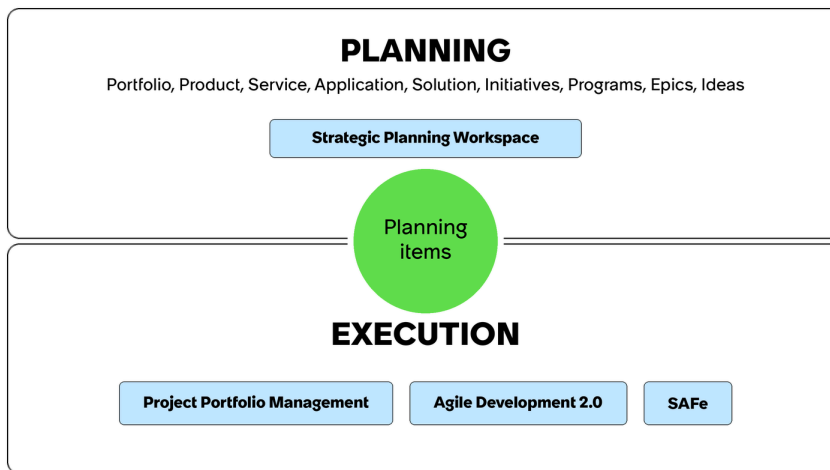 PLANNING
Portfolio, Product, Service, Application, Solution, Initiatives, Programs, Epics, Ideas
Strategic Planning Workspace
Planning
items
EXECUTION
Project Portfolio Management
Agile Development 2.0
SAFe